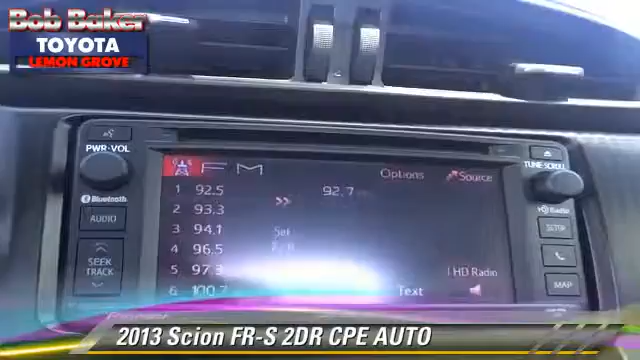 Bob Baker
TOYOTA
LEMON GROVE
PWR·VOL
TUNE·SCROLL
FM
Options
Source
1 92.5
92.7
2 93.3
3 94.1
4 96.5
5 97.3
6 100.7
Bluetooth
AUDIO
SEEK
TRACK
HD Radio
SETUP
MAP
HD Radio
Text
2013 Scion FR-S 2DR CPE AUTO